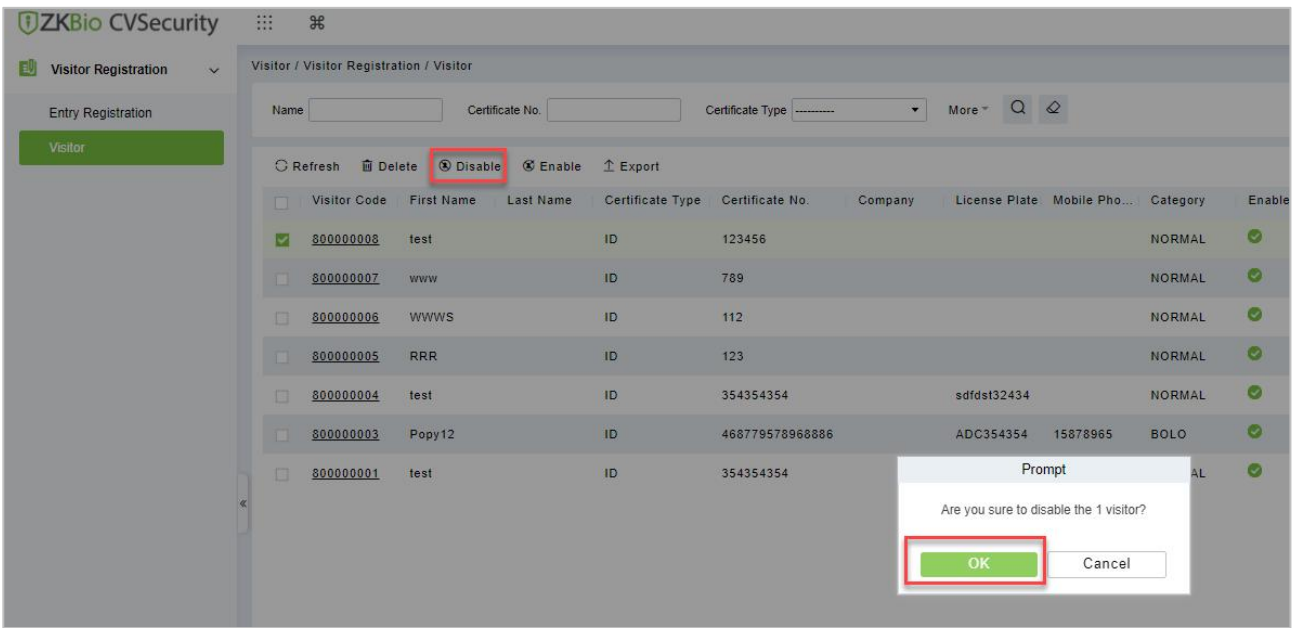 ZKBio CVSecurity
Visitor Registration
Entry Registration
Visitor
Visitor / Visitor Registration / Visitor
Name Certificate No. Certificate Type ---------- More
Refresh Delete Disable Enable Export
Visitor Code First Name Last Name Certificate Type Certificate No. Company License Plate Mobile Pho... Category Enable
800000008 test ID 123456 NORMAL
800000007 www ID 789 NORMAL
800000006 WWWS ID 112 NORMAL
800000005 RRR ID 123 NORMAL
800000004 test ID 354354354 sdfdst32434 NORMAL
800000003 Popy12 ID 468779578968886 ADC354354 15878965 BOLO
800000001 test ID 354354354 AL
Prompt
Are you sure to disable the 1 visitor?
OK Cancel